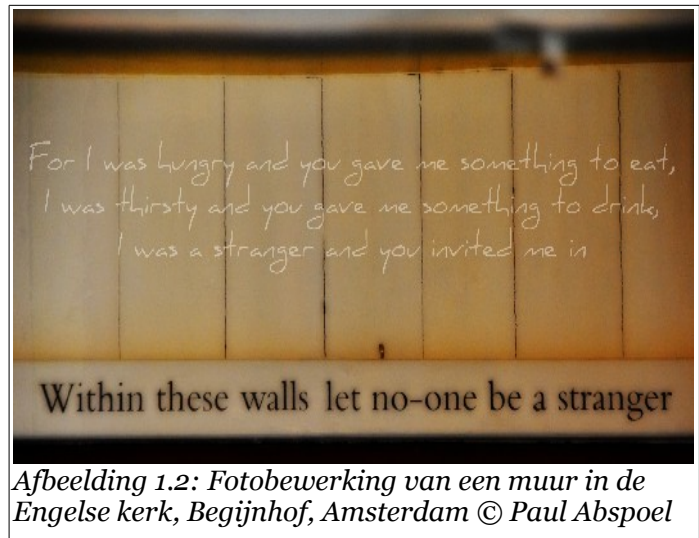 For I was hungry and you gave me something to eat,
I was thirsty and you gave me something to drink,
I was a stranger and you invited me in
Within these walls let no-one be a stranger
Afbeelding 1.2: Fotobewerking van een muur in de
Engelse kerk, Begijnhof, Amsterdam © Paul Abspoel